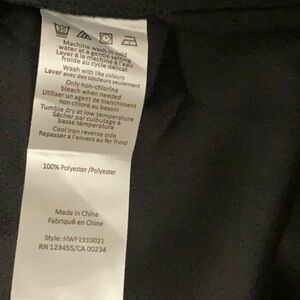 Machine wash in cold
water at a gentle setting
Laver à la machine à l'eau
froide au cycle délicat
Wash with like colours
Laver avec des couleurs seulement
Only non-chlorine
bleach when needed
Utiliser un agent de blanchiment
non chloré au besoin
Tumble dry at low temperature
Sécher par culbutage à
basse température
Cool iron reverse side
Repasser à l'envers au fer froid
100% Polyester /Polyester
Made in China
Fabriqué en Chine
Style: HWF1910021
RN 123455/CA 00234